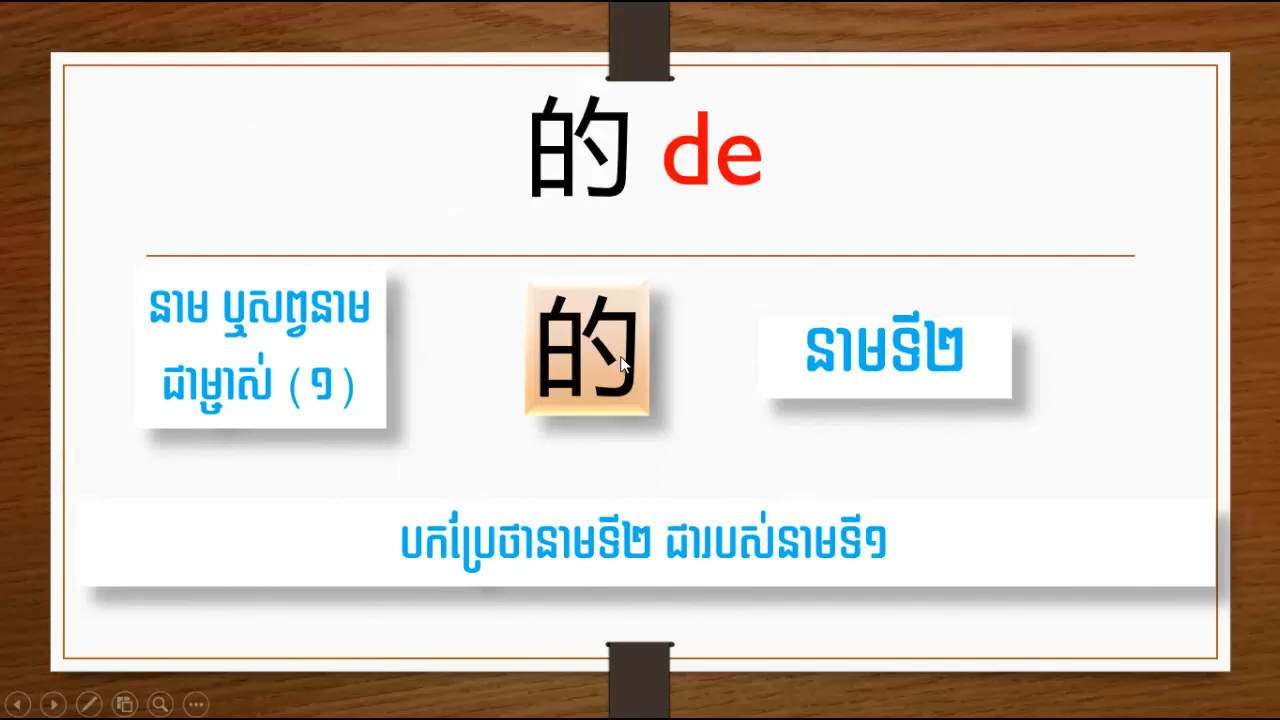 的 de
នាម ឬសព្វនាម
ជាម្ចាស់ (១)
的
នាមទី២
បកប្រែថានាមទី២ ជារបស់នាមទី១